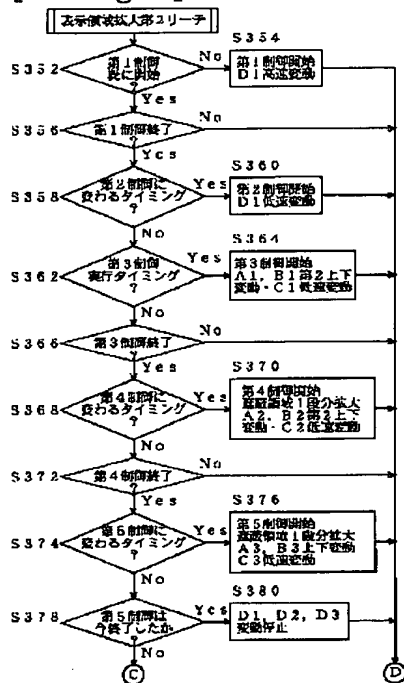 表示領域拡大第2リーチ
S352
第1制御
既に開始
?
No
S354
第1制御開始
D1高速変動
Yes
S356
第1制御終了
?
No
Yes
S358
第2制御に
変わるタイミング
?
Yes
S360
第2制御開始
D1低速変動
No
S362
第3制御
実行タイミング
?
Yes
S364
第3制御開始
A1, B1第2上下
変動・C1低速変動
No
S366
第3制御終了
?
No
Yes
S368
第4制御に
変わるタイミング
?
Yes
S370
第4制御開始
領域1段分拡大
A2, B2第2上下
変動・C2低速変動
No
S372
第4制御終了
?
No
Yes
S374
第5制御に
変わるタイミング
?
Yes
S376
第5制御開始
領域1段分拡大
A3, B3上下変動
C3低速変動
No
S378
第5制御は
今終了したか
?
Yes
S380
D1, D2, D3
変動停止
No
C
D